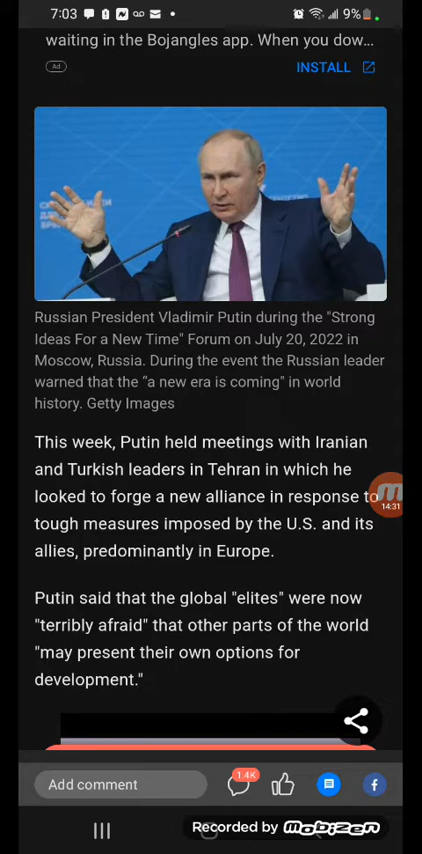 7:03
9%
waiting in the Bojangles app. When you dow...
Ad
INSTALL
Russian President Vladimir Putin during the "Strong
Ideas For a New Time" Forum on July 20, 2022 in
Moscow, Russia. During the event the Russian leader
warned that the “a new era is coming" in world
history. Getty Images
This week, Putin held meetings with Iranian
and Turkish leaders in Tehran in which he
looked to forge a new alliance in response to
tough measures imposed by the U.S. and its
allies, predominantly in Europe.
14:31
Putin said that the global "elites" were now
"terribly afraid" that other parts of the world
"may present their own options for
development."
1.4K
Add comment
Recorded by mobizen